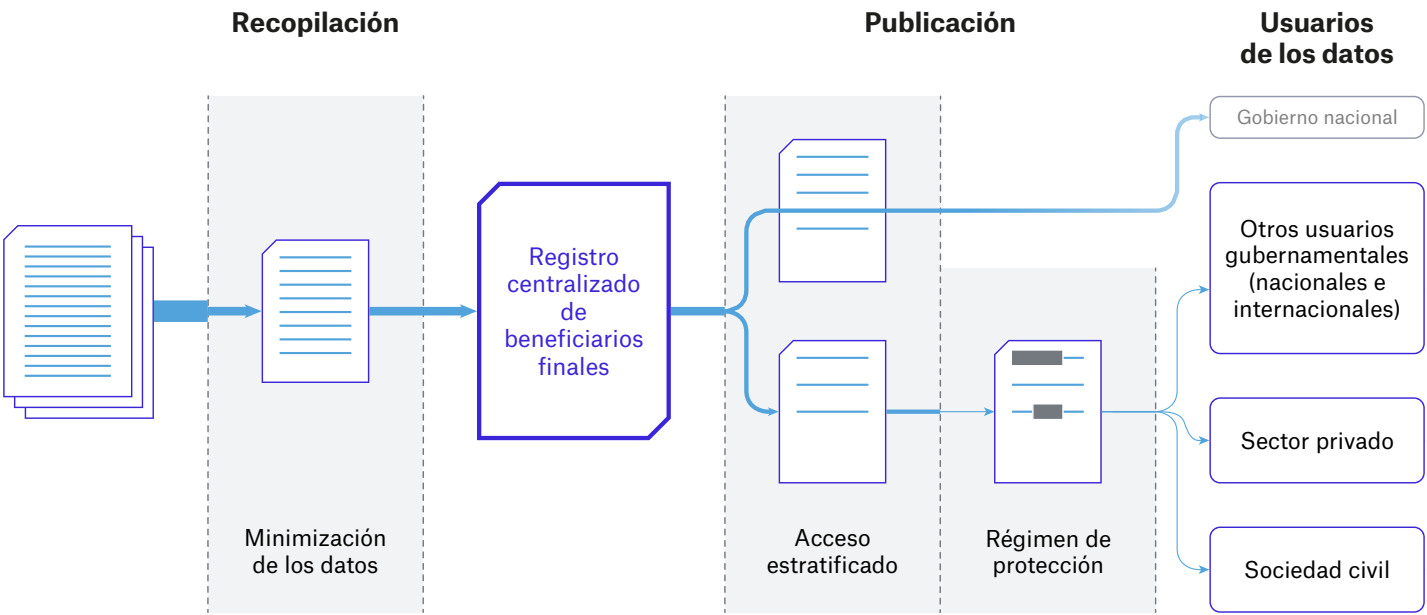 Recopilación
Publicación
Usuarios
de los datos
Gobierno nacional
Otros usuarios
gubernamentales
(nacionales e
internacionales)
Registro
centralizado
de
beneficiarios
finales
Sector privado
Minimización
de los datos
Acceso
estratificado
Régimen de
protección
Sociedad civil